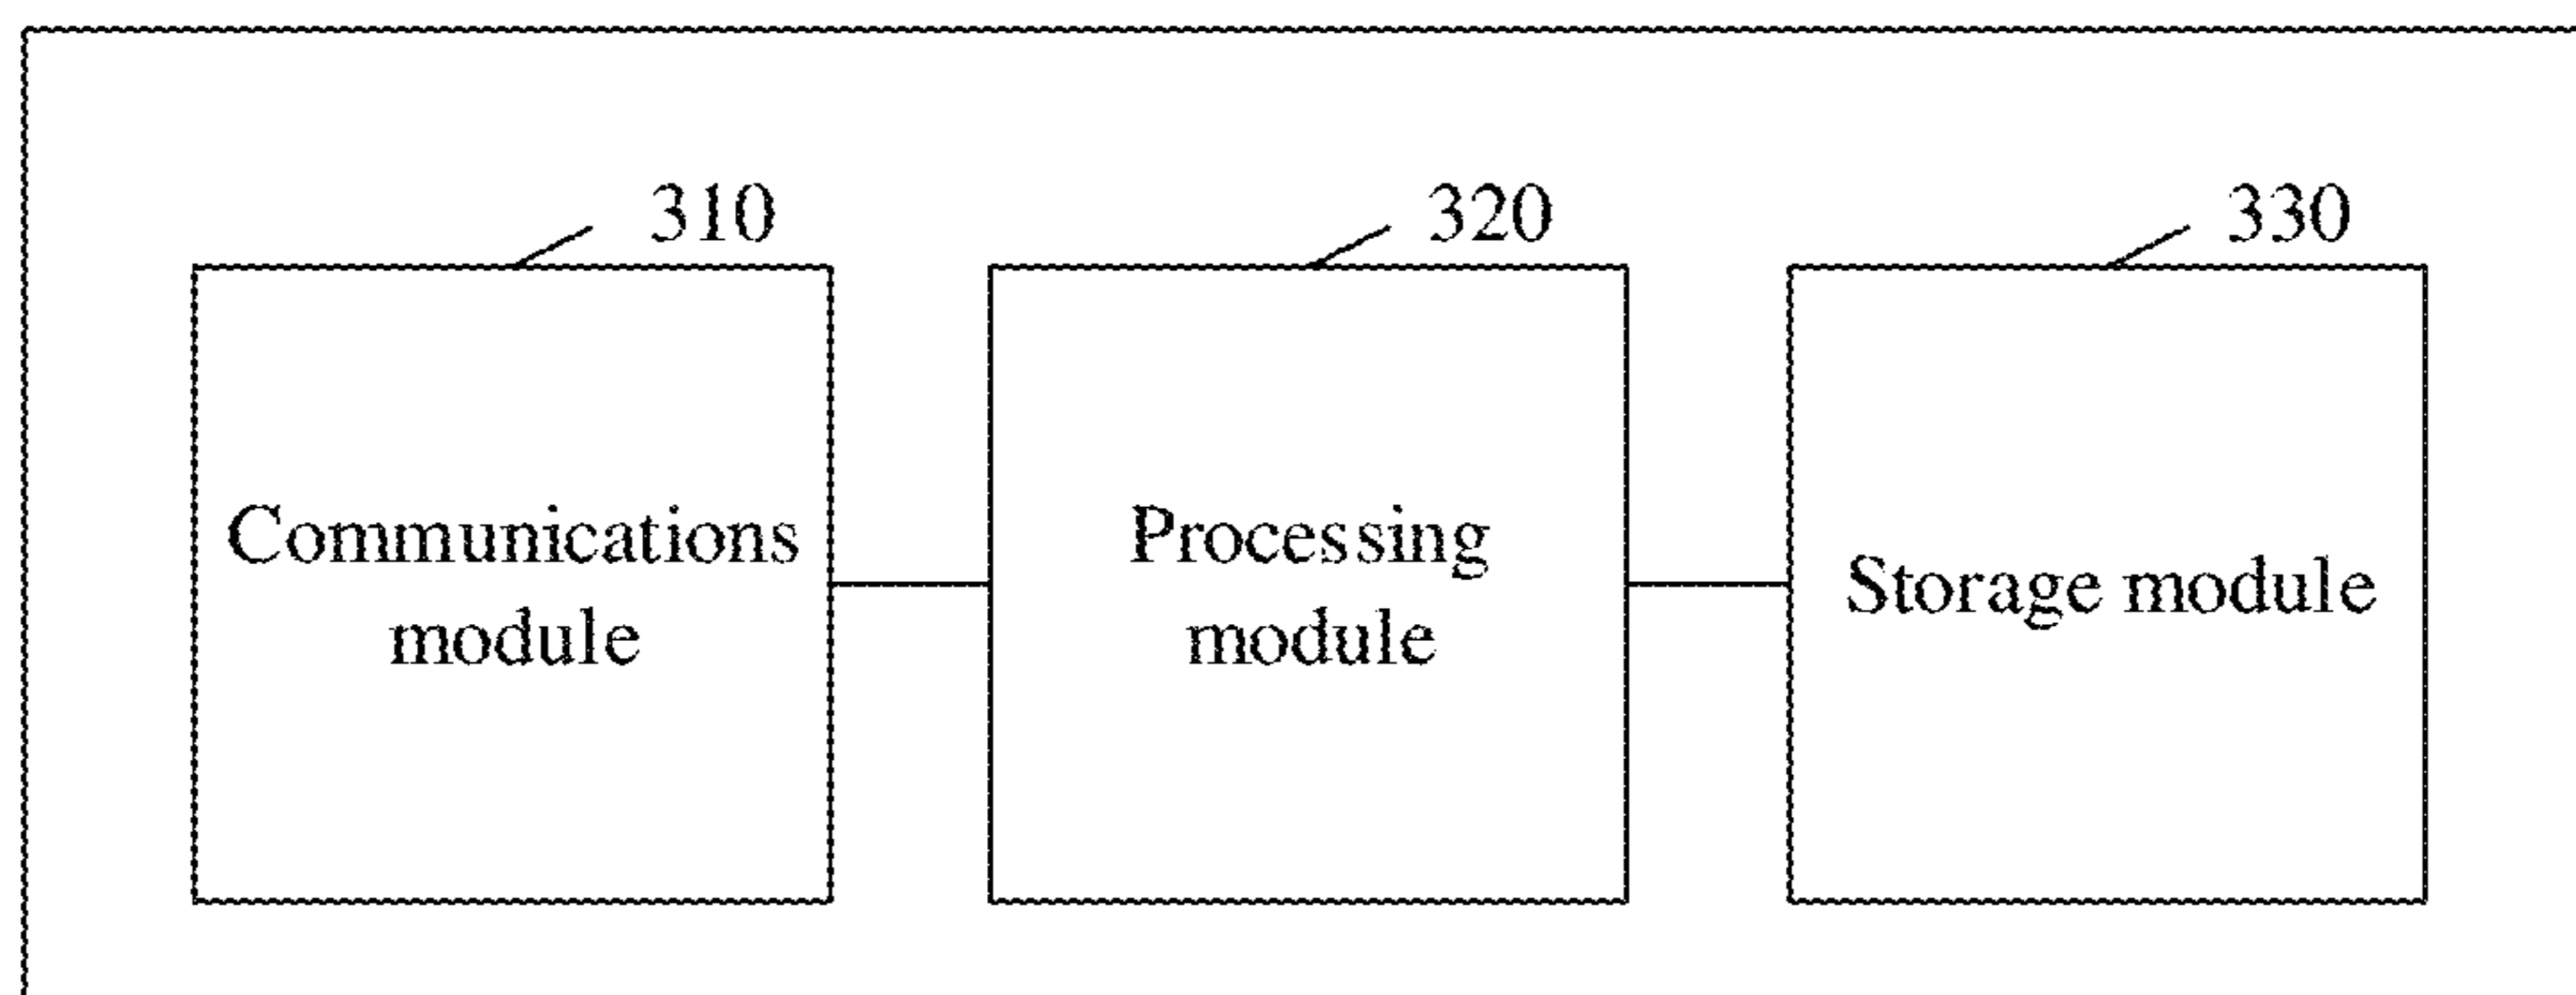 310
320
330
Communications
module
Processing
module
Storage module